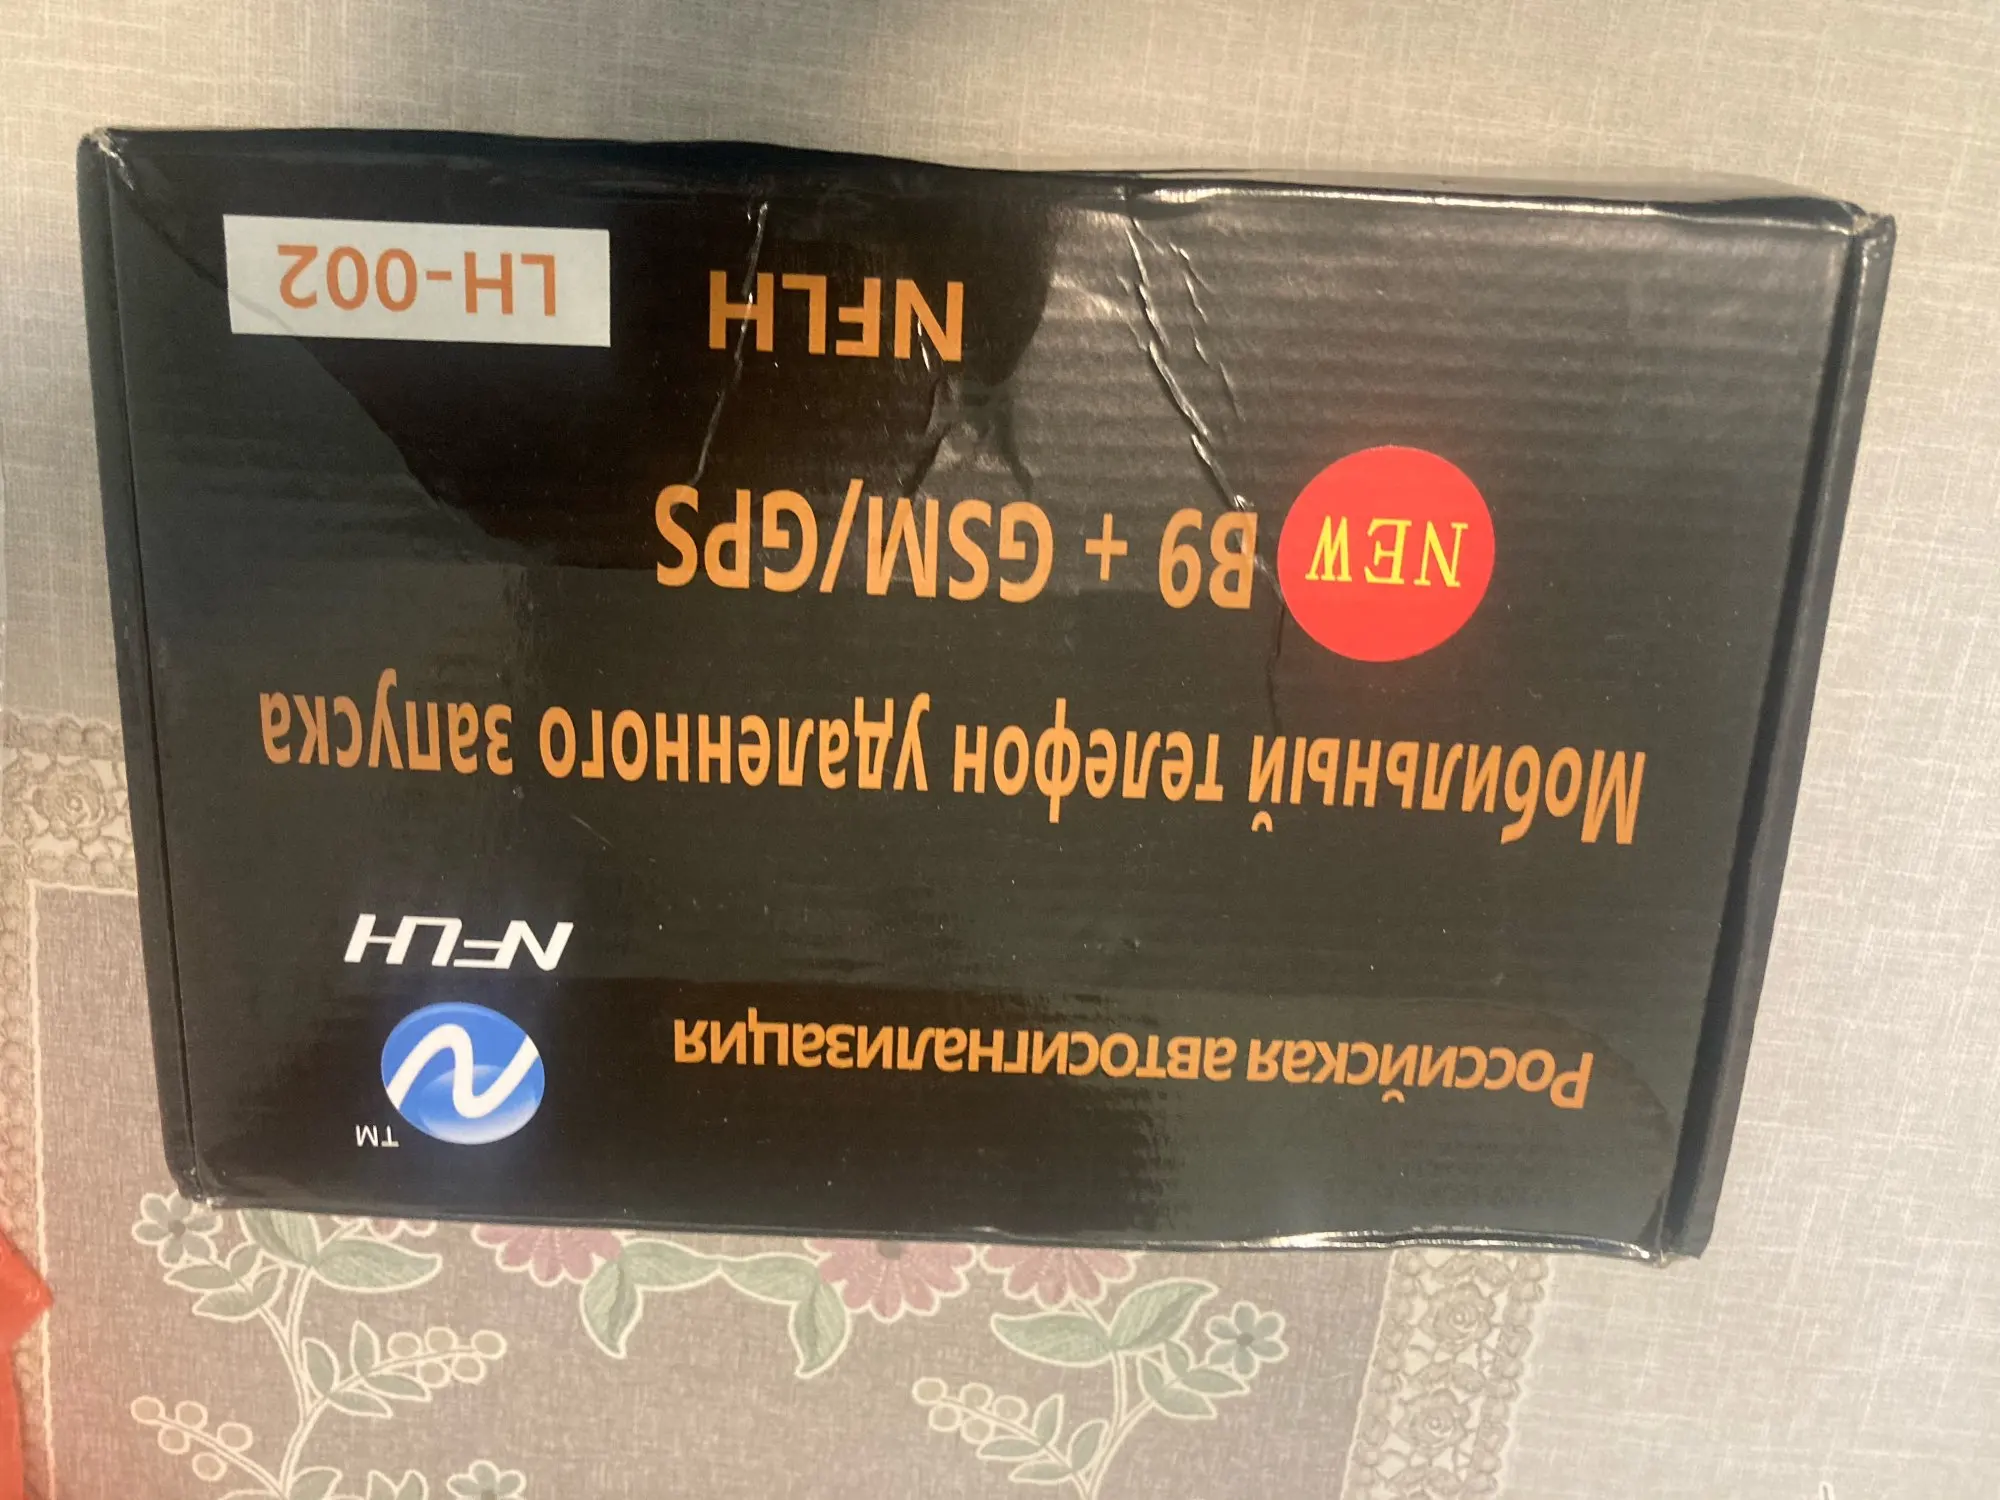 Российская автосигнализация
TM
NFLH
Мобильный телефон удаленного запуска
NEW
B9 + GSM/GPS
NFLH
LH-002